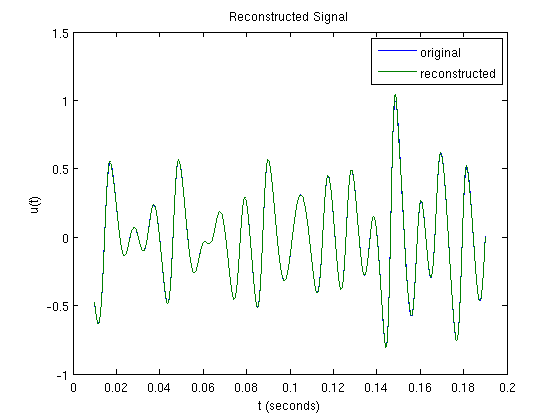 Reconstructed Signal
original
reconstructed
1.5
1
0.5
0
-0.5
-1
u(t)
0 0.02 0.04 0.06 0.08 0.1 0.12 0.14 0.16 0.18 0.2
t (seconds)